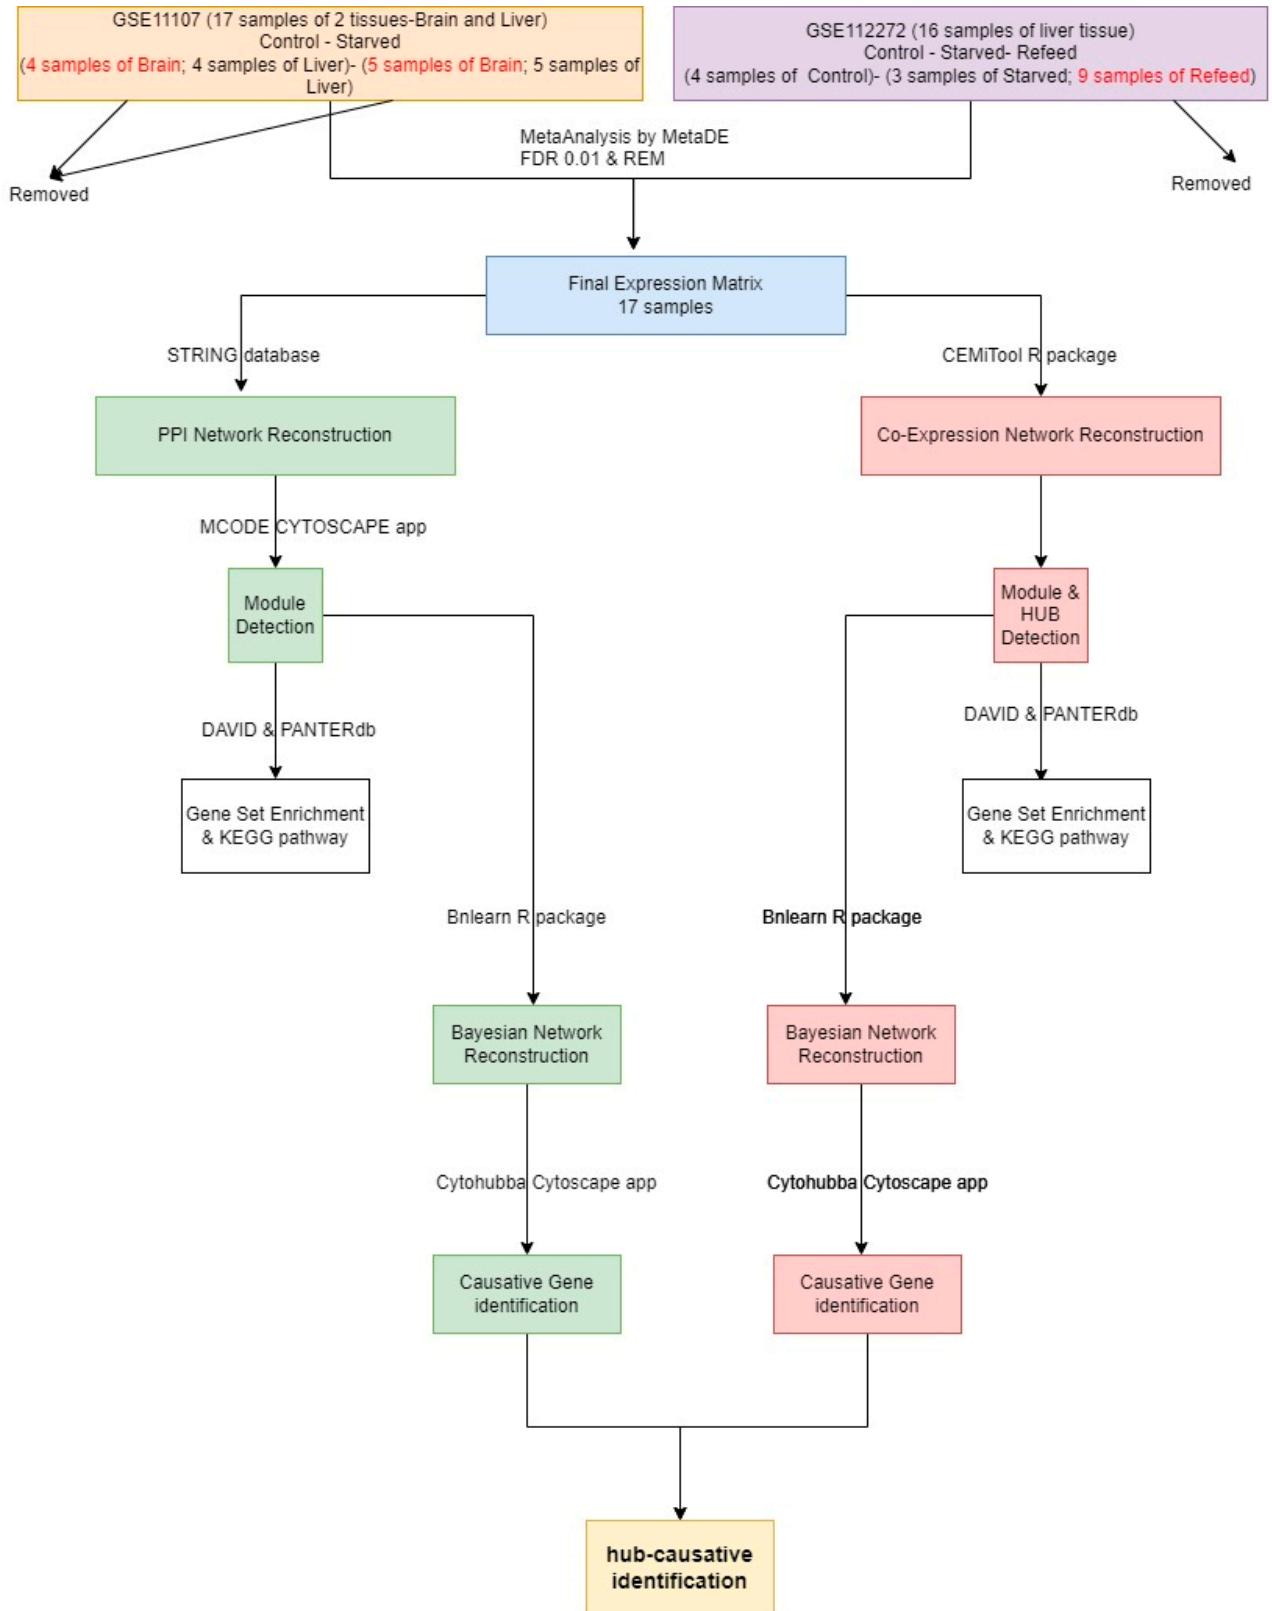 GSE11107 (17 samples of 2 tissues-Brain and Liver)
Control - Starved
(4 samples of Brain; 4 samples of Liver)- (5 samples of Brain; 5 samples of
Liver)
GSE112272 (16 samples of liver tissue)
Control - Starved- Refeed
(4 samples of  Control)- (3 samples of Starved; 9 samples of Refeed)
MetaAnalysis by MetaDE
FDR 0.01 & REM
Removed
Removed
Final Expression Matrix
17 samples
STRING database
CEMiTool R package
PPI Network Reconstruction
Co-Expression Network Reconstruction
MCODE CYTOSCAPE app
Module
Detection
Module &
HUB
Detection
DAVID & PANTERdb
DAVID & PANTERdb
Gene Set Enrichment
& KEGG pathway
Gene Set Enrichment
& KEGG pathway
Bnlearn R package
Bnlearn R package
Bayesian Network
Reconstruction
Bayesian Network
Reconstruction
Cytohubba Cytoscape app
Cytohubba Cytoscape app
Causative Gene
identification
Causative Gene
identification
hub-causative
identification